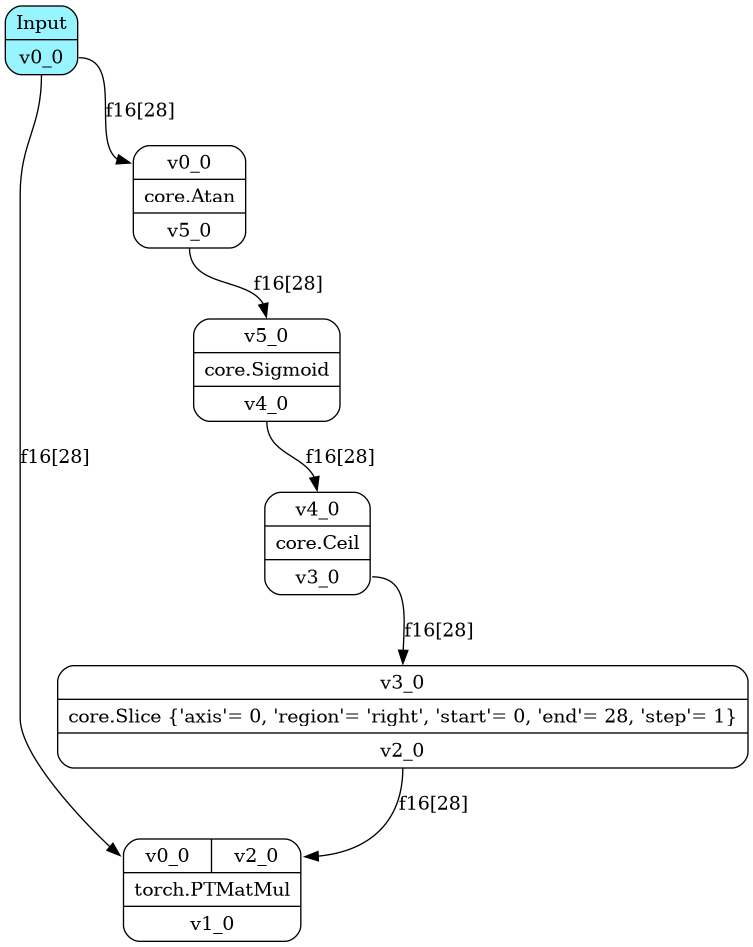 Input
v0_0
f16[28]
v0_0
core.Atan
v5_0
f16[28]
v5_0
core.Sigmoid
v4_0
f16[28]
f16[28]
v4_0
core.Ceil
v3_0
f16[28]
v3_0
core.Slice {'axis'= 0, 'region'= 'right', 'start'= 0, 'end'= 28, 'step'= 1}
v2_0
f16[28]
v0_0 v2_0
torch.PTMatMul
v1_0